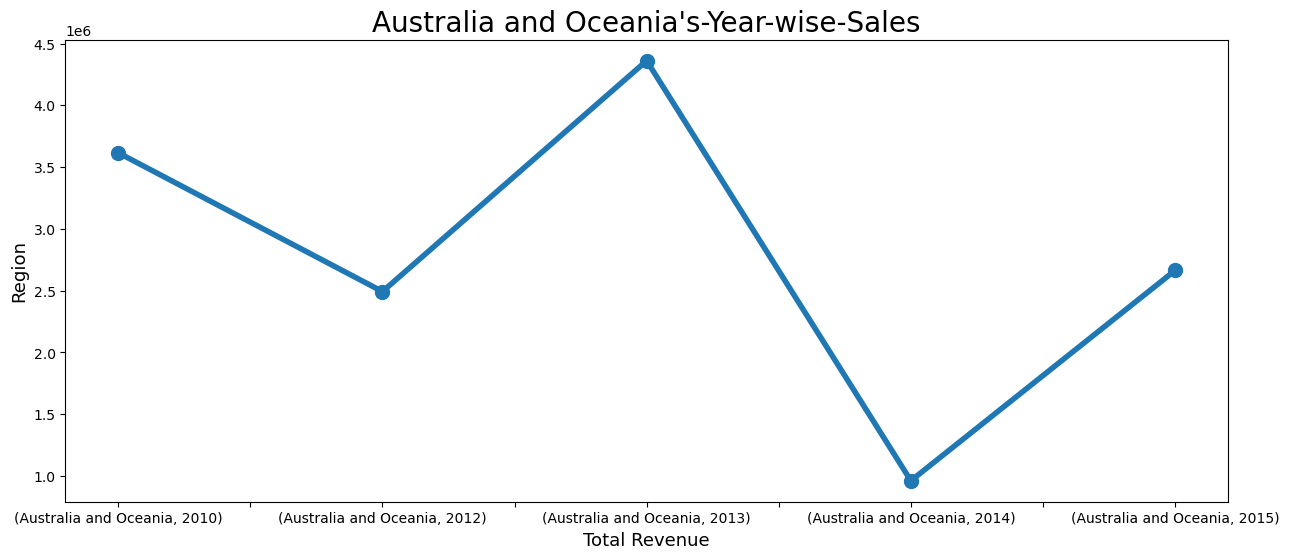 Australia and Oceania's-Year-wise-Sales
1e6
4.5
4.0
3.5
3.0
2.5
2.0
1.5
1.0
Region
(Australia and Oceania, 2010) (Australia and Oceania, 2012) (Australia and Oceania, 2013) (Australia and Oceania, 2014) (Australia and Oceania, 2015)
Total Revenue